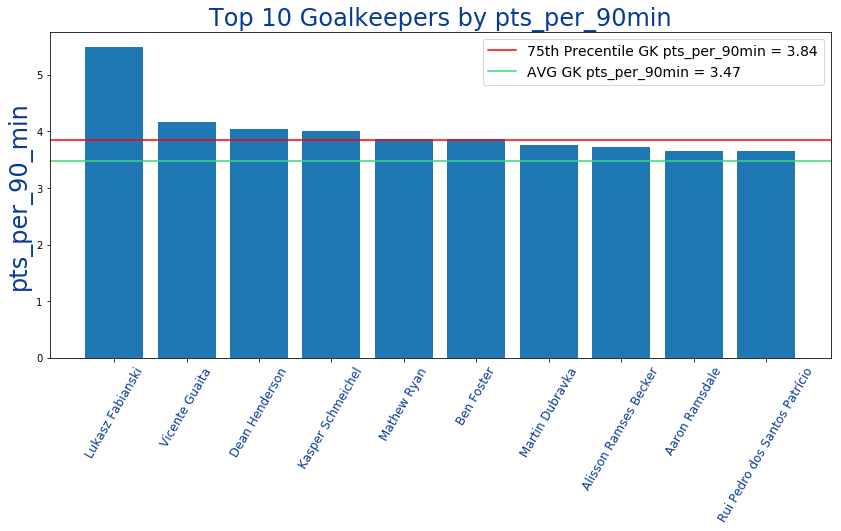 Top 10 Goalkeepers by pts_per_90min
75th Precentile GK pts_per_90min = 3.84
AVG GK pts_per_90min = 3.47
pts_per_90_min
5
4
3
2
1
0
Lukasz Fabianski
Vicente Guaita
Dean Henderson
Kasper Schmeichel
Mathew Ryan
Ben Foster
Martin Dubravka
Alisson Ramses Becker
Aaron Ramsdale
Rui Pedro dos Santos Patrício